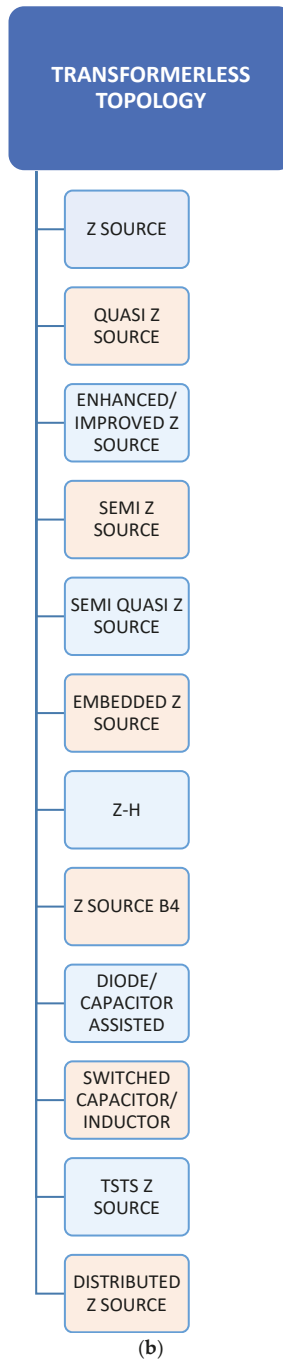 TRANSFORMERLESS
TOPOLOGY
Z SOURCE
QUASI Z
SOURCE
ENHANCED/
IMPROVED Z
SOURCE
SEMI Z
SOURCE
SEMI QUASI Z
SOURCE
EMBEDDED Z
SOURCE
Z-H
Z SOURCE B4
DIODE/
CAPACITOR
ASSISTED
SWITCHED
CAPACITOR/
INDUCTOR
TSTS Z
SOURCE
DISTRIBUTED
Z SOURCE
(b)